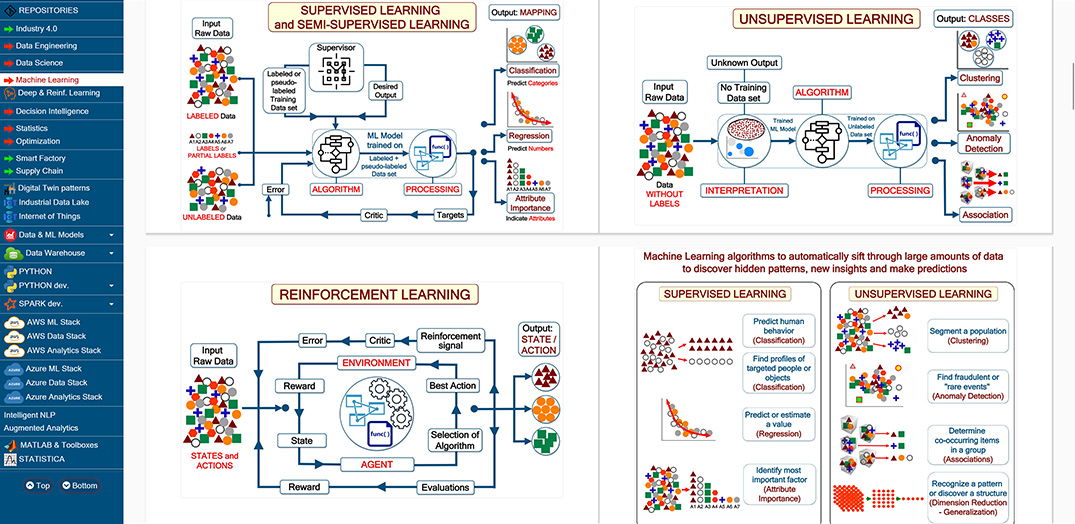 REPOSITORIES
Industry 4.0
Data Engineering
Data Science
Machine Learning
Deep & Reinf. Learning
Decision Intelligence
Statistics
Optimization
Smart Factory
Supply Chain
Digital Twin patterns
Industrial Data Lake
Internet of Things
Data & ML Models
Data Warehouse
PYTHON
PYTHON dev.
SPARK dev.
AWS ML Stack
AWS Data Stack
AWS Analytics Stack
Azure ML Stack
Azure Data Stack
Azure Analytics Stack
Intelligent NLP
Augmented Analytics
MATLAB & Toolboxes
STATISTICA
Top
Bottom
SUPERVISED LEARNING
and SEMI-SUPERVISED LEARNING
Input
Raw Data
LABELED Data
A1 A2 A3 A4 A5 A6 A7
LABELS or
PARTIAL LABELS
UNLABELED Data
Supervisor
Labeled or
pseudo-
labeled
Training
Data set
Desired
Output
ML Model
trained on
Labeled +
pseudo-labeled
Data set
func( )
ALGORITHM
PROCESSING
Error
Critic
Targets
Output: MAPPING
Classification
Predict Categories
Regression
Predict Numbers
A1 A2 A3 A4 A5 A6 A7
Attribute
Importance
Indicate Attributes
UNSUPERVISED LEARNING
Input
Raw Data
Data
WITHOUT
LABELS
Unknown Output
No Training
Data set
INTERPRETATION
Trained
ML Model
ALGORITHM
Trained on
Unlabeled
Data set
func( )
PROCESSING
Output: CLASSES
Clustering
Anomaly
Detection
Association
REINFORCEMENT LEARNING
Input
Raw Data
STATES and
ACTIONS
Error
Critic
Reinforcement
signal
ENVIRONMENT
Reward
Best Action
func( )
State
Selection of
Algorithm
AGENT
Reward
Evaluations
Output:
STATE /
ACTION
Machine Learning algorithms to automatically sift through large amounts of data
to discover hidden patterns, new insights and make predictions
SUPERVISED LEARNING
Predict human
behavior
(Classification)
Find profiles of
targeted people or
objects
(Classification)
Predict or estimate
a value
(Regression)
Identify most
important factor
(Attribute
Importance)
A1 A2 A3 A4 A5 A6 A7
UNSUPERVISED LEARNING
Segment a population
(Clustering)
Find fraudulent or
"rare events"
(Anomaly Detection)
Determine
co-occurring items
in a group
(Associations)
Recognize a pattern
or discover a structure
(Dimension Reduction
- Generalization)